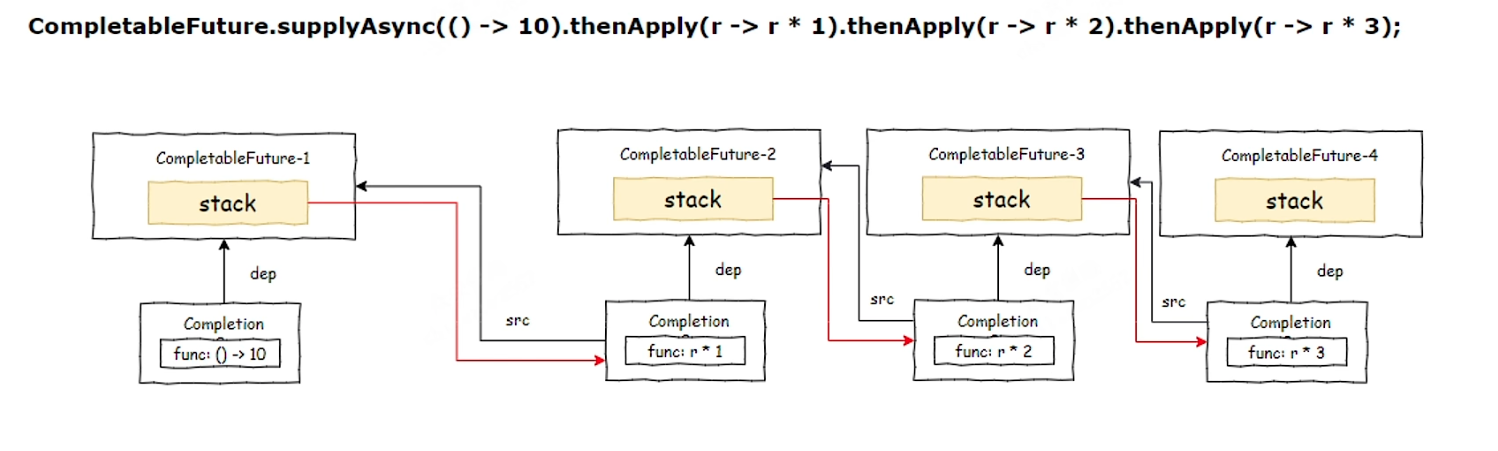 CompletableFuture.supplyAsync(() -> 10).thenApply(r -> r * 1).thenApply(r -> r * 2).thenApply(r -> r * 3);
CompletableFuture-1
stack
dep
Completion
func: () -> 10
src
CompletableFuture-2
stack
dep
Completion
func: r * 1
src
CompletableFuture-3
stack
dep
Completion
func: r * 2
src
CompletableFuture-4
stack
dep
Completion
func: r * 3